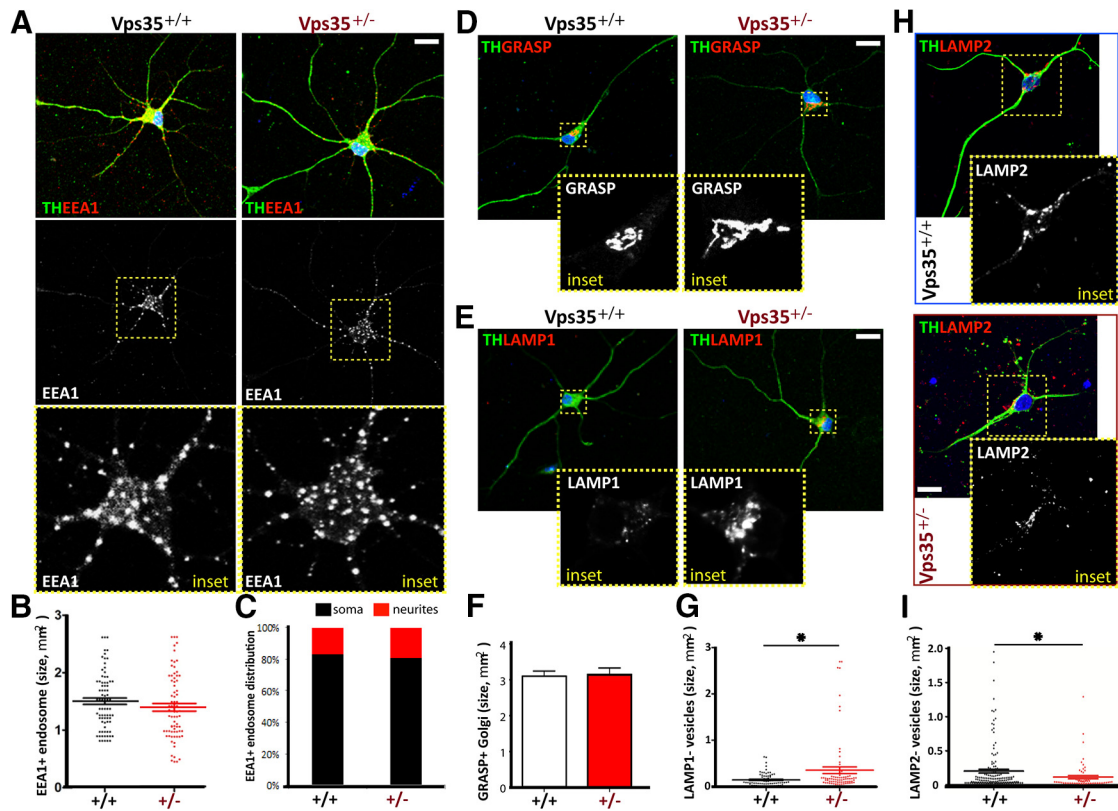 A
Vps35+/+
Vps35+/-
THEEA1
THEEA1
EEA1
EEA1
EEA1
inset
EEA1
inset
B
EEA1+ endosome (size, mm²)
3
2
1
0
+/+
+/-
C
soma
neurites
EEA1+ endosome distribution
100%
80%
60%
40%
20%
0%
+/+
+/-
D
Vps35+/+
Vps35+/-
THGRASP
THGRASP
GRASP
inset
GRASP
inset
E
Vps35+/+
Vps35+/-
THLAMP1
THLAMP1
LAMP1
inset
LAMP1
inset
F
GRASP+ Golgi (size, mm²)
4
3
2
1
0
+/+
+/-
G
LAMP1- vesicles (size, mm²)
*
3
2
1
0
+/+
+/-
H
THLAMP2
LAMP2
inset
Vps35+/+
THLAMP2
LAMP2
inset
Vps35+/-
I
LAMP2- vesicles (size, mm²)
*
2.0
1.5
1.0
0.5
0
+/+
+/-